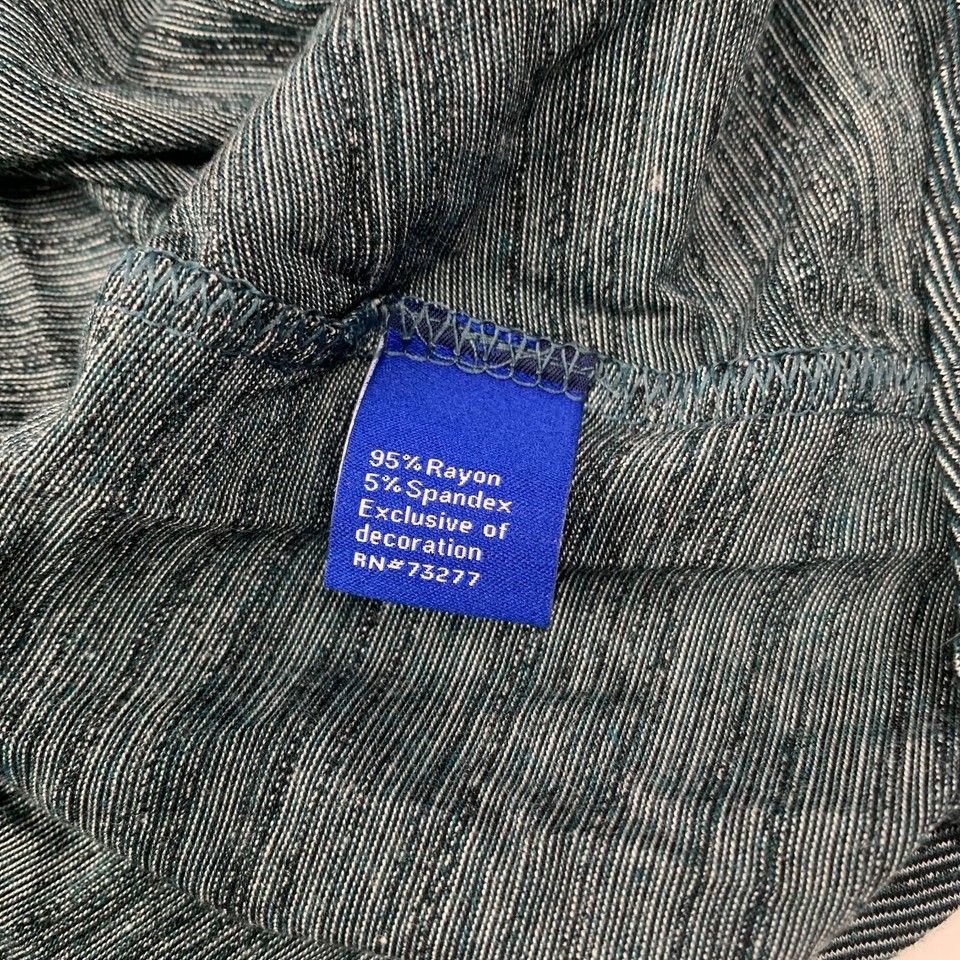 95% Rayon
5% Spandex
Exclusive of
decoration
RN#73277